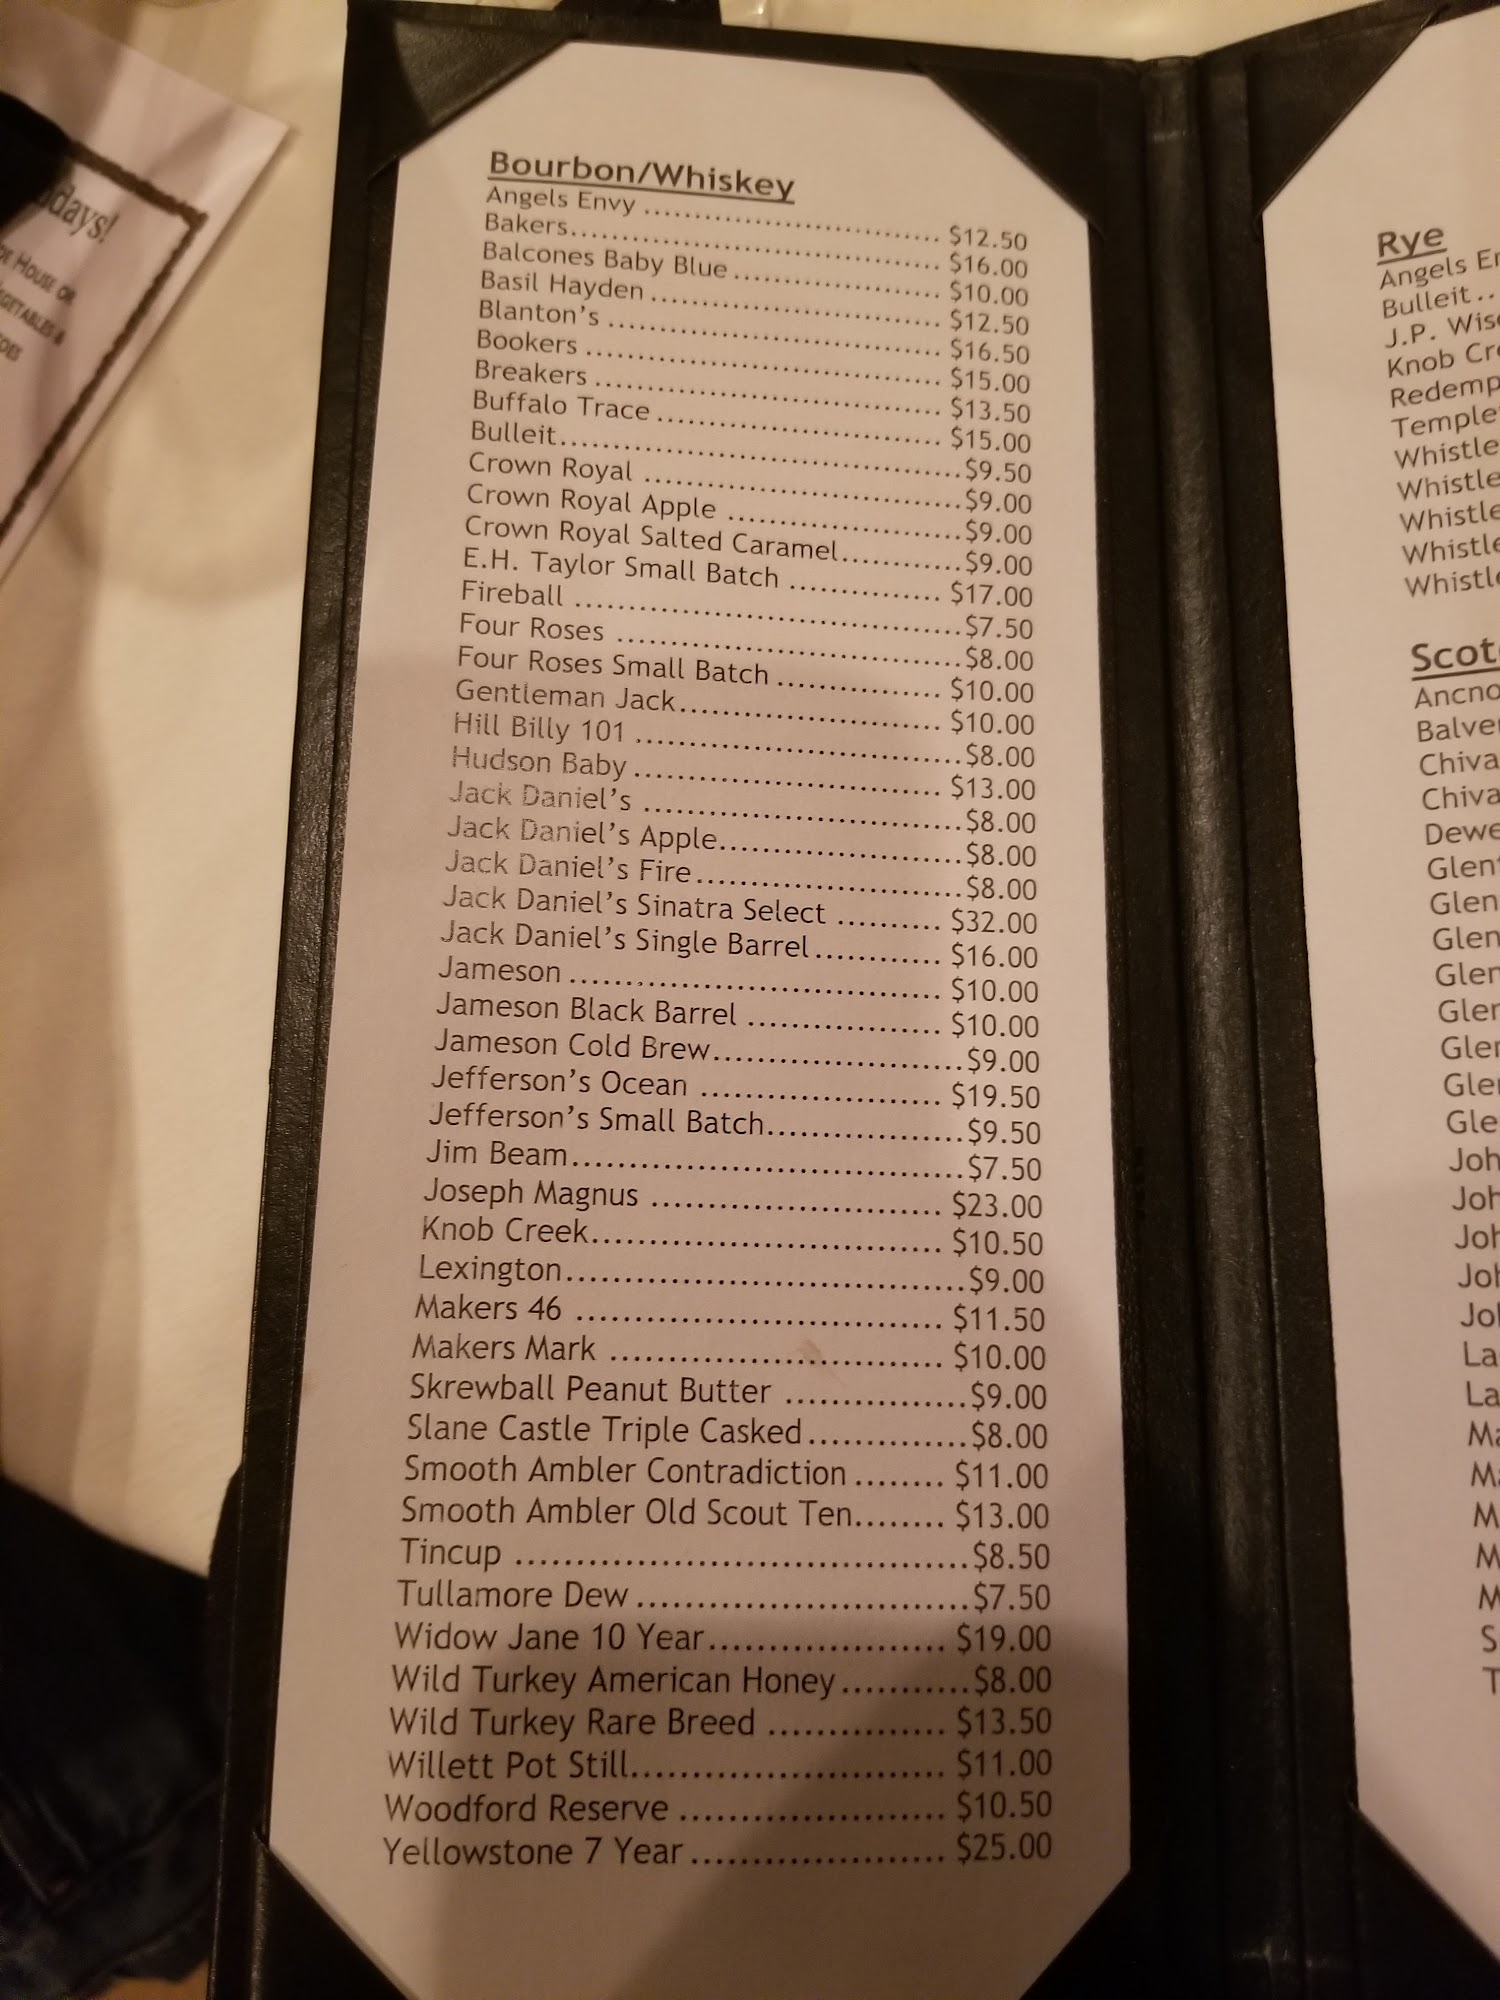 Bourbon/Whiskey
Angels Envy ................................ $12.50
Bakers........................................ $16.00
Balcones Baby Blue ...................... $10.00
Basil Hayden ............................... $12.50
Blanton's .................................... $16.50
Bookers ...................................... $15.00
Breakers ..................................... $13.50
Buffalo Trace .............................. $15.00
Bulleit..........................................$9.50
Crown Royal .................................$9.00
Crown Royal Apple ........................$9.00
Crown Royal Salted Caramel............$9.00
E.H. Taylor Small Batch ............... $17.00
Fireball .......................................$7.50
Four Roses ...................................$8.00
Four Roses Small Batch ................ $10.00
Gentleman Jack.......................... $10.00
Hill Billy 101 .................................$8.00
Hudson Baby ............................... $13.00
Jack Daniel's ................................$8.00
Jack Daniel's Apple........................$8.00
Jack Daniel's Fire..........................$8.00
Jack Daniel's Sinatra Select .......... $32.00
Jack Daniel's Single Barrel............ $16.00
Jameson ..................................... $10.00
Jameson Black Barrel ................... $10.00
Jameson Cold Brew........................$9.00
Jefferson's Ocean ........................ $19.50
Jefferson's Small Batch...................$9.50
Jim Beam......................................$7.50
Joseph Magnus ............................ $23.00
Knob Creek.................................. $10.50
Lexington......................................$9.00
Makers 46 ................................... $11.50
Makers Mark ................................ $10.00
Skrewball Peanut Butter .................$9.00
Slane Castle Triple Casked...............$8.00
Smooth Ambler Contradiction ........ $11.00
Smooth Ambler Old Scout Ten........ $13.00
Tincup .........................................$8.50
Tullamore Dew ..............................$7.50
Widow Jane 10 Year...................... $19.00
Wild Turkey American Honey...........$8.00
Wild Turkey Rare Breed ............... $13.50
Willett Pot Still............................ $11.00
Woodford Reserve ....................... $10.50
Yellowstone 7 Year ...................... $25.00
Rye
Angels
Bulleit..
J.P.
Knob
House or